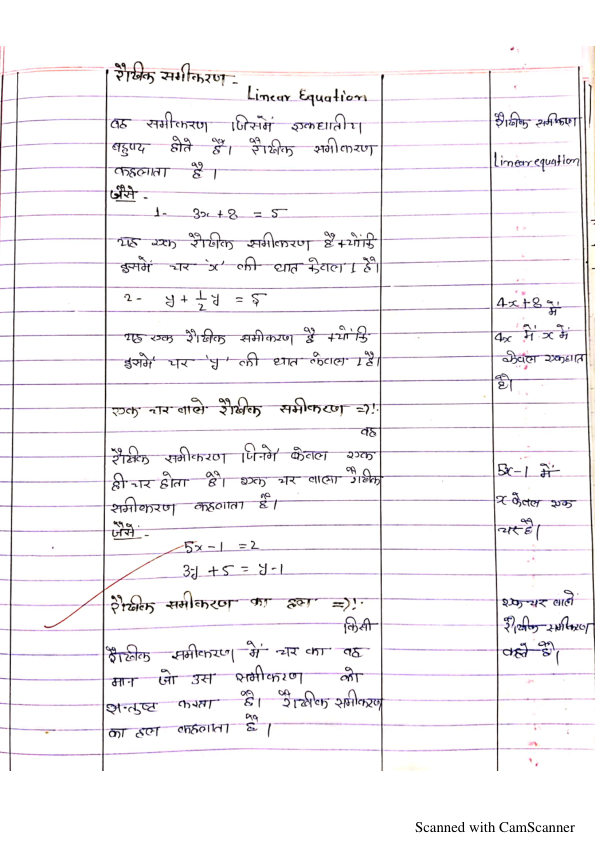 रैखिक समीकरण -
Linear Equation
वह समीकरण जिसमें एकघातीय
बहुपद होते हैं। रैखिक समीकरण
कहलाता है।
जैसे -
1- 3x + 8 = 5
यह एक रैखिक समीकरण है क्योंकि
इसमें चर 'x' की घात केवल 1 है।
2- y + 1/2 y = 5
यह एक रैखिक समीकरण है क्योंकि
इसमें चर 'y' की घात केवल 1 है।
एक चर वाले रैखिक समीकरण =>!·
वह
रैखिक समीकरण जिनमें केवल एक
ही चर होता है। एक चर वाला रैखिक
समीकरण कहलाता है।
जैसे -
5x - 1 = 2
3y + 5 = y - 1
रैखिक समीकरण का हल =>!·
किसी
रैखिक समीकरण में चर का वह
मान जो उस समीकरण को
सन्तुष्ट करता है। रैखिक समीकरण
का हल कहलाता है।
रैखिक समीकरण
Linear equation
4x + 8 में
4x में x में
केवल एकघात
है।
5x - 1 में
x केवल एक
चर है।
एक चर वाले
रैखिक समीकरण
कहते है।
Scanned with CamScanner